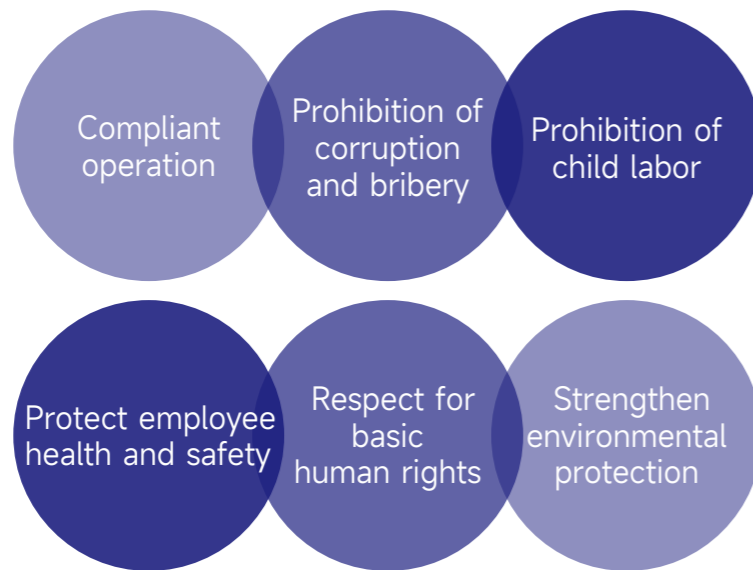 Compliant
operation
Prohibition of
corruption
and bribery
Prohibition of
child labor
Protect employee
health and safety
Respect for
basic
human rights
Strengthen
environmental
protection